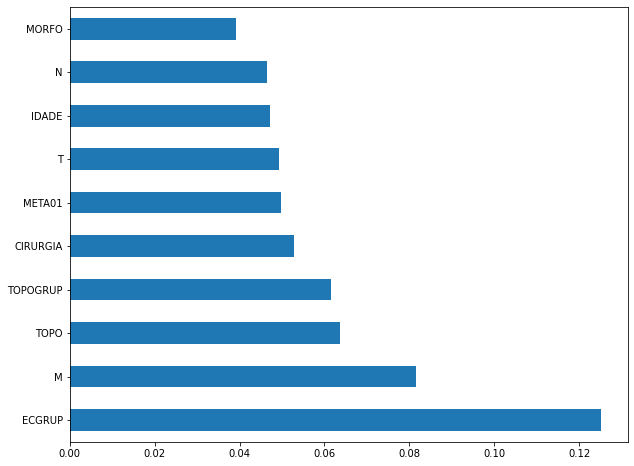 MORFO
N
IDADE
T
META01
CIRURGIA
TOPOGRUP
TOPO
M
ECGRUP
0.00 0.02 0.04 0.06 0.08 0.10 0.12